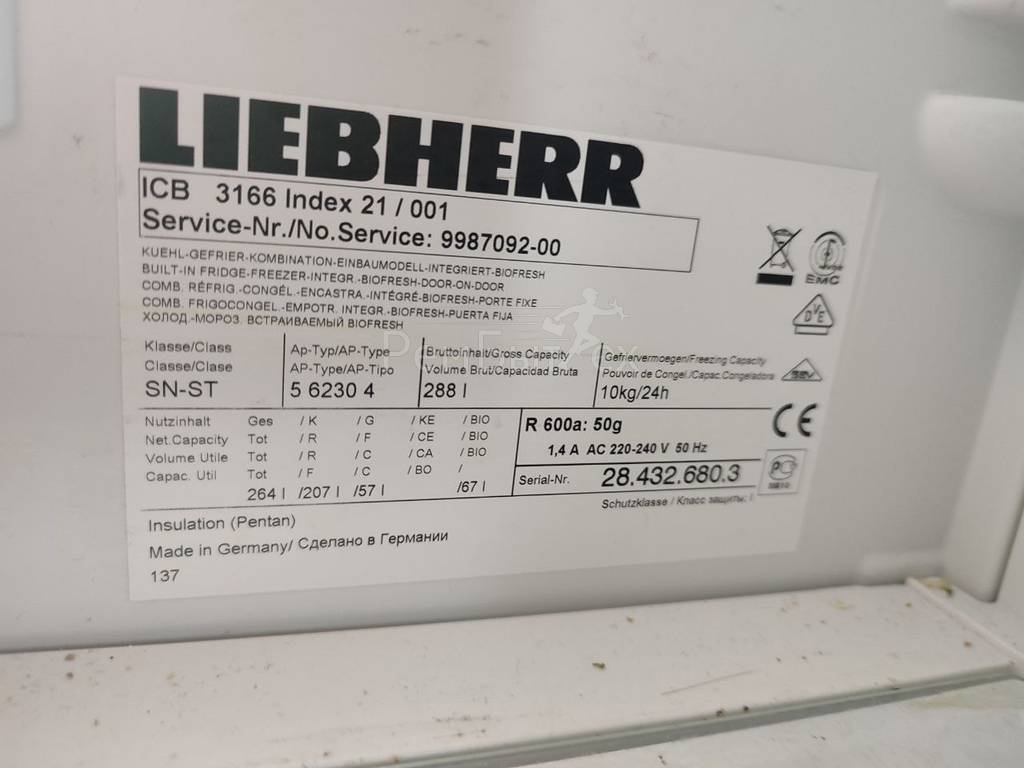 LIEBHERR
ICB 3166 Index 21 / 001
Service-Nr./No.Service: 9987092-00
KUEHL-GEFRIER-KOMBINATION-EINBAUMODELL-INTEGRIERT-BIOFRESH
BUILT-IN FRIDGE-FREEZER-INTEGR.-BIOFRESH-DOOR-ON-DOOR
COMB. RÉFRIG.-CONGÉL.-ENCASTRA.-INTÉGRÉ-BIOFRESH-PORTE FIXE
COMB. FRIGOCONGEL.-EMPOTR. INTEGR.-BIOFRESH-PUERTA FIJA
ХОЛОД.-МОРОЗ. ВСТРАИВАЕМЫЙ BIOFRESH
EMC
DVE
Klasse/Class
Classe/Clase
SN-ST
Ap-Typ/AP-Type
AP-Type/AP-Tipo
5 6230 4
Bruttoinhalt/Gross Capacity
Volume Brut/Capacidad Bruta
288 l
Gefriervermoegen/Freezing Capacity
Pouvoir de Congel./Capac.Congeladora
10kg/24h
SEV
Nutzinhalt Ges / K / G / KE / BIO
Net.Capacity Tot / R / F / CE / BIO
Volume Utile Tot / R / C / CA / BIO
Capac. Util Tot / F / C / BO /
264 l /207 l /57 l /67 l
R 600a: 50g
1,4 A AC 220-240 V 50 Hz
CE
Serial-Nr. 28.432.680.3
Schutzklasse / Класс защиты: I
Insulation (Pentan)
Made in Germany/ Сделано в Германии
137